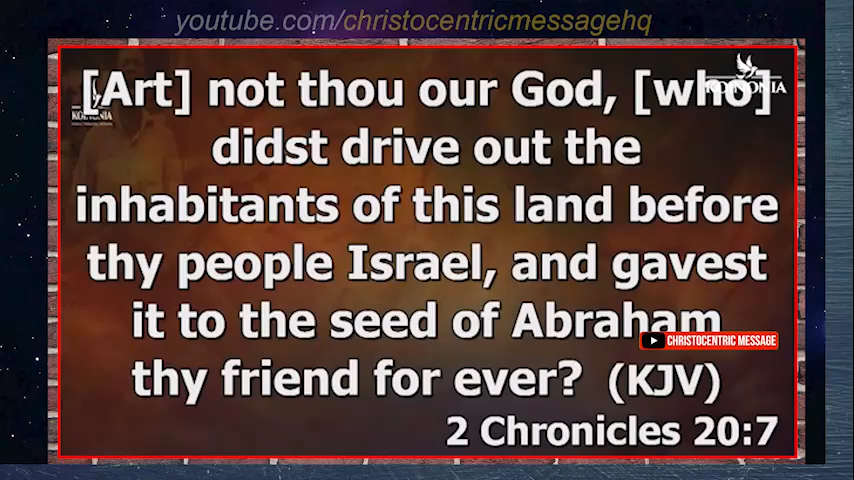 youtube.com/christocentricmessagehq
[Art] not thou our God, [who]
KOINONIA
KOINONIA
didst drive out the
inhabitants of this land before
thy people Israel, and gavest
it to the seed of Abraham
CHRISTOCENTRIC MESSAGE
thy friend for ever? (KJV)
2 Chronicles 20:7